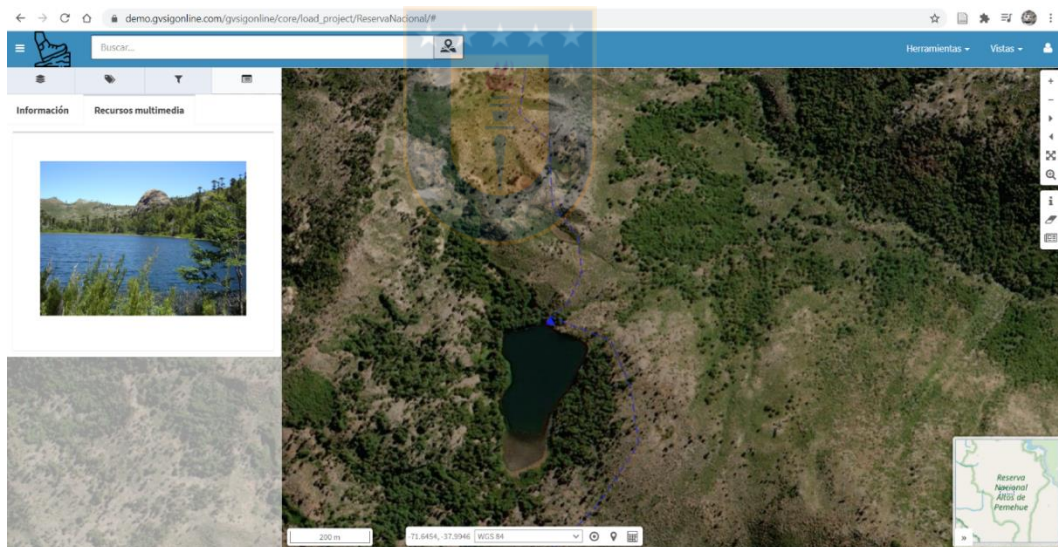 demo.gvsigonline.com/gvsigonline/core/load_project/ReservaNacional/#
Buscar...
Herramientas
Vistas
Información
Recursos multimedia
200 m
-71.6454, -37.9946
WGS 84
Reserva
Nacional
Altos de
Pemehue